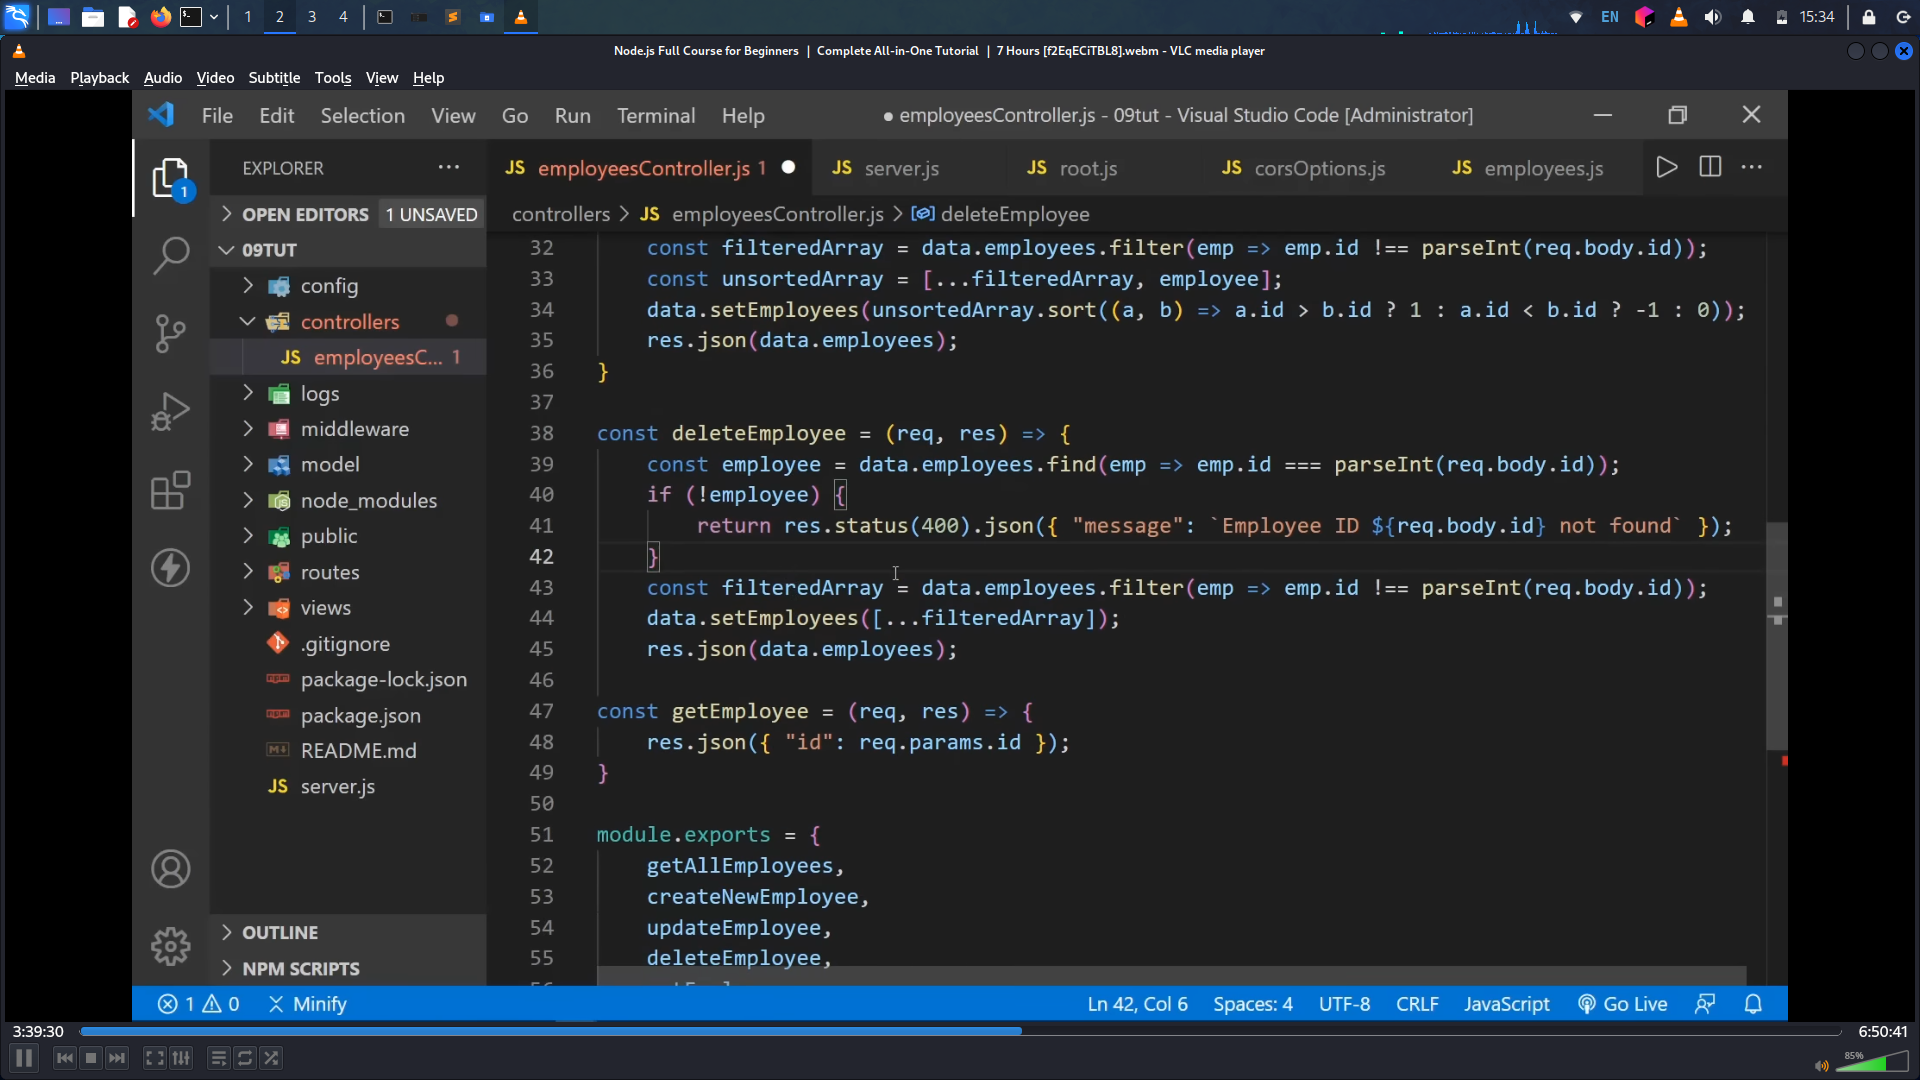 1 2 3 4 EN 15:34
Node.js Full Course for Beginners | Complete All-in-One Tutorial | 7 Hours [f2EqECiTBL8].webm - VLC media player
Media Playback Audio Video Subtitle Tools View Help
File Edit Selection View Go Run Terminal Help ● employeesController.js - 09tut - Visual Studio Code [Administrator]
EXPLORER ··· JS employeesController.js 1 JS server.js JS root.js JS corsOptions.js JS employees.js ···
1
OPEN EDITORS 1 UNSAVED
controllers > JS employeesController.js > deleteEmployee
09TUT
config
controllers
JS employeesC... 1
logs
middleware
model
node_modules
public
routes
views
.gitignore
package-lock.json
package.json
README.md
JS server.js
OUTLINE
NPM SCRIPTS
32 const filteredArray = data.employees.filter(emp => emp.id !== parseInt(req.body.id));
33 const unsortedArray = [...filteredArray, employee];
34 data.setEmployees(unsortedArray.sort((a, b) => a.id > b.id ? 1 : a.id < b.id ? -1 : 0));
35 res.json(data.employees);
36 }
37
38 const deleteEmployee = (req, res) => {
39 const employee = data.employees.find(emp => emp.id === parseInt(req.body.id));
40 if (!employee) {
41 return res.status(400).json({ "message": `Employee ID ${req.body.id} not found` });
42 }
43 const filteredArray = data.employees.filter(emp => emp.id !== parseInt(req.body.id));
44 data.setEmployees([...filteredArray]);
45 res.json(data.employees);
46
47 const getEmployee = (req, res) => {
48 res.json({ "id": req.params.id });
49 }
50
51 module.exports = {
52 getAllEmployees,
53 createNewEmployee,
54 updateEmployee,
55 deleteEmployee,
1 0 Minify Ln 42, Col 6 Spaces: 4 UTF-8 CRLF JavaScript Go Live
3:39:30 6:50:41
85%